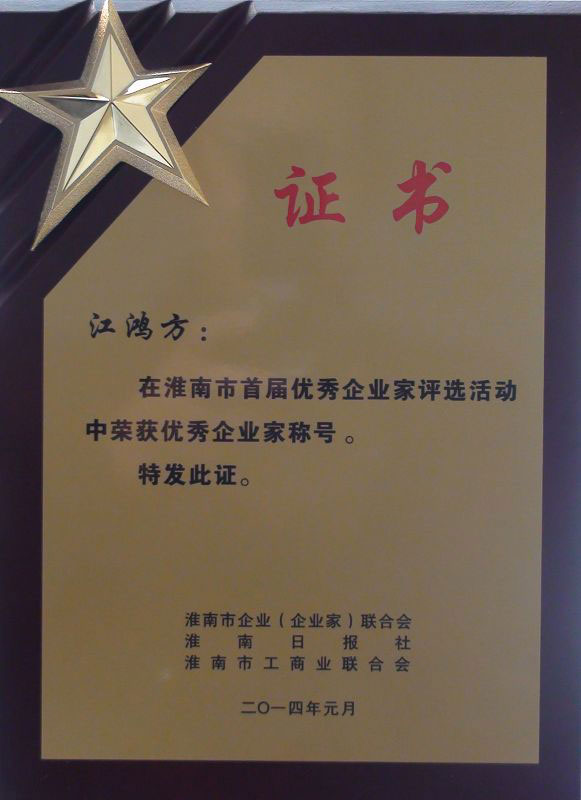 证书
江鸿方：
在淮南市首届优秀企业家评选活动
中荣获优秀企业家称号。
特发此证。
淮南市企业（企业家）联合会
淮南日报社
淮南市工商业联合会
二〇一四年元月